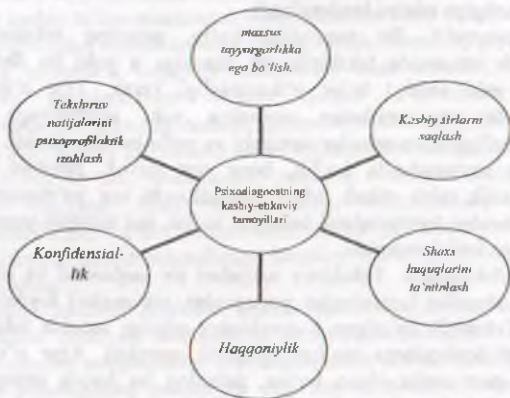 maxsus
tayyorgarlikka
ega bo'lish.
Tekshiruv
natijalarini
psixoprofilaktik
izohlash
Kasbiy sirlarni
saqlash
Psixodiagnostning
kasbiy-etikaviy
tamoyillari
Konfidensial-
lik
Shaxs
huquqlarini
ta'minlash
Haqqoniylik